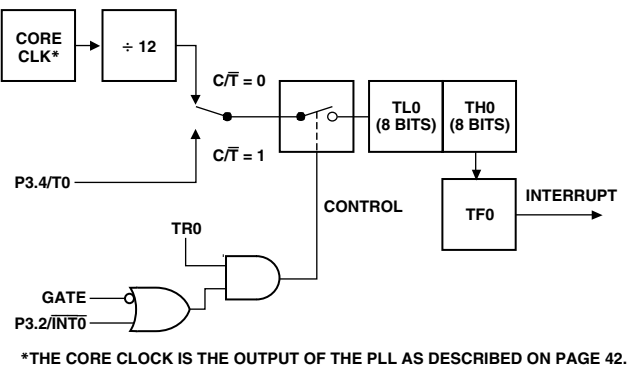 CORE
CLK*
÷ 12
C/T̅ = 0
TL0
(8 BITS)
TH0
(8 BITS)
C/T̅ = 1
P3.4/T0
INTERRUPT
CONTROL
TF0
TR0
GATE
P3.2/I̅N̅T̅0̅
*THE CORE CLOCK IS THE OUTPUT OF THE PLL AS DESCRIBED ON PAGE 42.